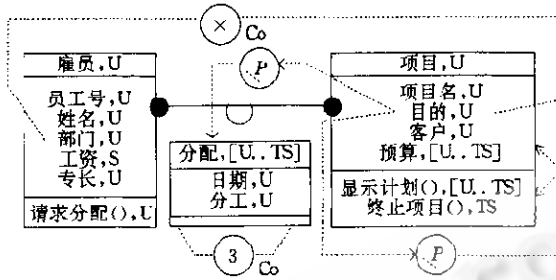 × Co
P
雇员,U
员工号,U
姓名,U
部门,U
工资,S
专长,U
请求分配(),U
分配,[U..TS]
日期,U
分工,U
3 Co
项目,U
项目名,U
目的,U
客户,U
预算,[U..TS]
显示计划(),[U..TS]
终止项目(),TS
P